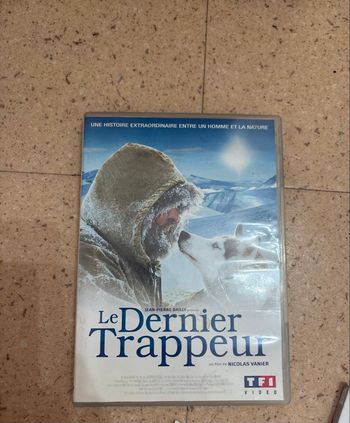 UNE HISTOIRE EXTRAORDINAIRE ENTRE UN HOMME ET LA NATURE
JEAN-PIERRE BAILLY
Le Dernier
Trappeur
un film de NICOLAS VANIER
TF1
VIDEO